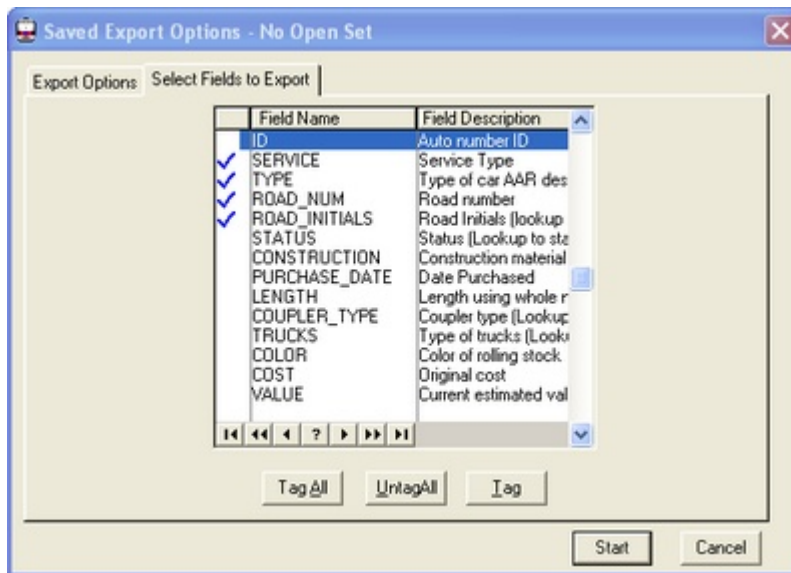 Saved Export Options - No Open Set
Export Options Select Fields to Export
Field Name Field Description
ID Auto number ID
SERVICE Service Type
TYPE Type of car AAR des
ROAD_NUM Road number
ROAD_INITIALS Road Initials (lookup
STATUS Status (Lookup to sta
CONSTRUCTION Construction material
PURCHASE_DATE Date Purchased
LENGTH Length using whole r
COUPLER_TYPE Coupler type (Lookup
TRUCKS Type of trucks (Looku
COLOR Color of rolling stock
COST Original cost
VALUE Current estimated val
?
Tag All UntagAll Tag
Start Cancel